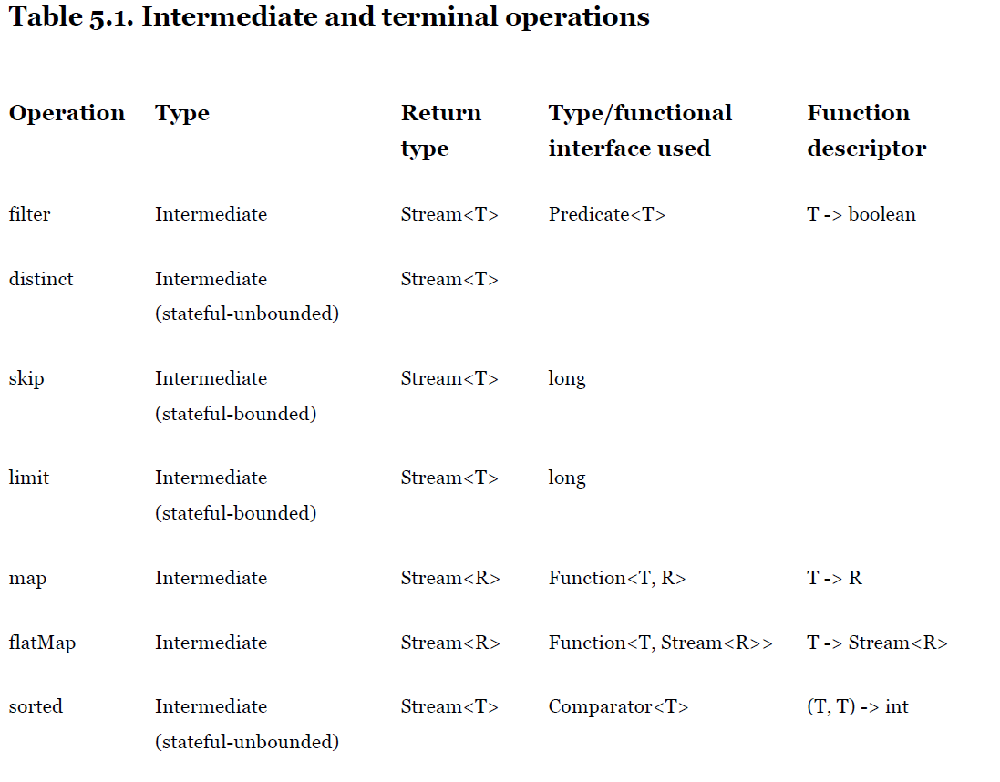 Table 5.1. Intermediate and terminal operations
Operation Type Return type Type/functional interface used Function descriptor
filter Intermediate Stream<T> Predicate<T> T -> boolean
distinct Intermediate (stateful-unbounded) Stream<T>
skip Intermediate (stateful-bounded) Stream<T> long
limit Intermediate (stateful-bounded) Stream<T> long
map Intermediate Stream<R> Function<T, R> T -> R
flatMap Intermediate Stream<R> Function<T, Stream<R>> T -> Stream<R>
sorted Intermediate (stateful-unbounded) Stream<T> Comparator<T> (T, T) -> int